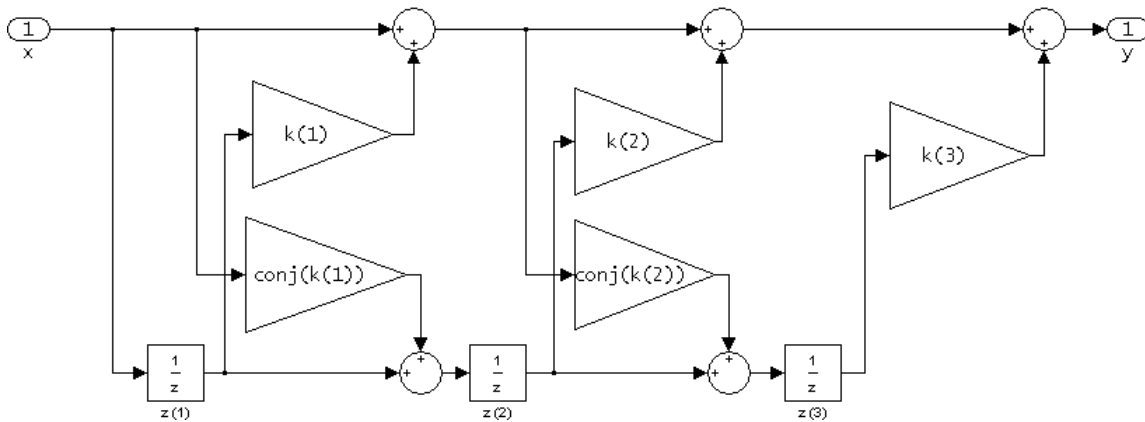 1
x
+
+
+
+
+
+
1
y
k(1)
k(2)
k(3)
conj(k(1))
conj(k(2))
1
z
z(1)
+
+
1
z
z(2)
+
+
1
z
z(3)